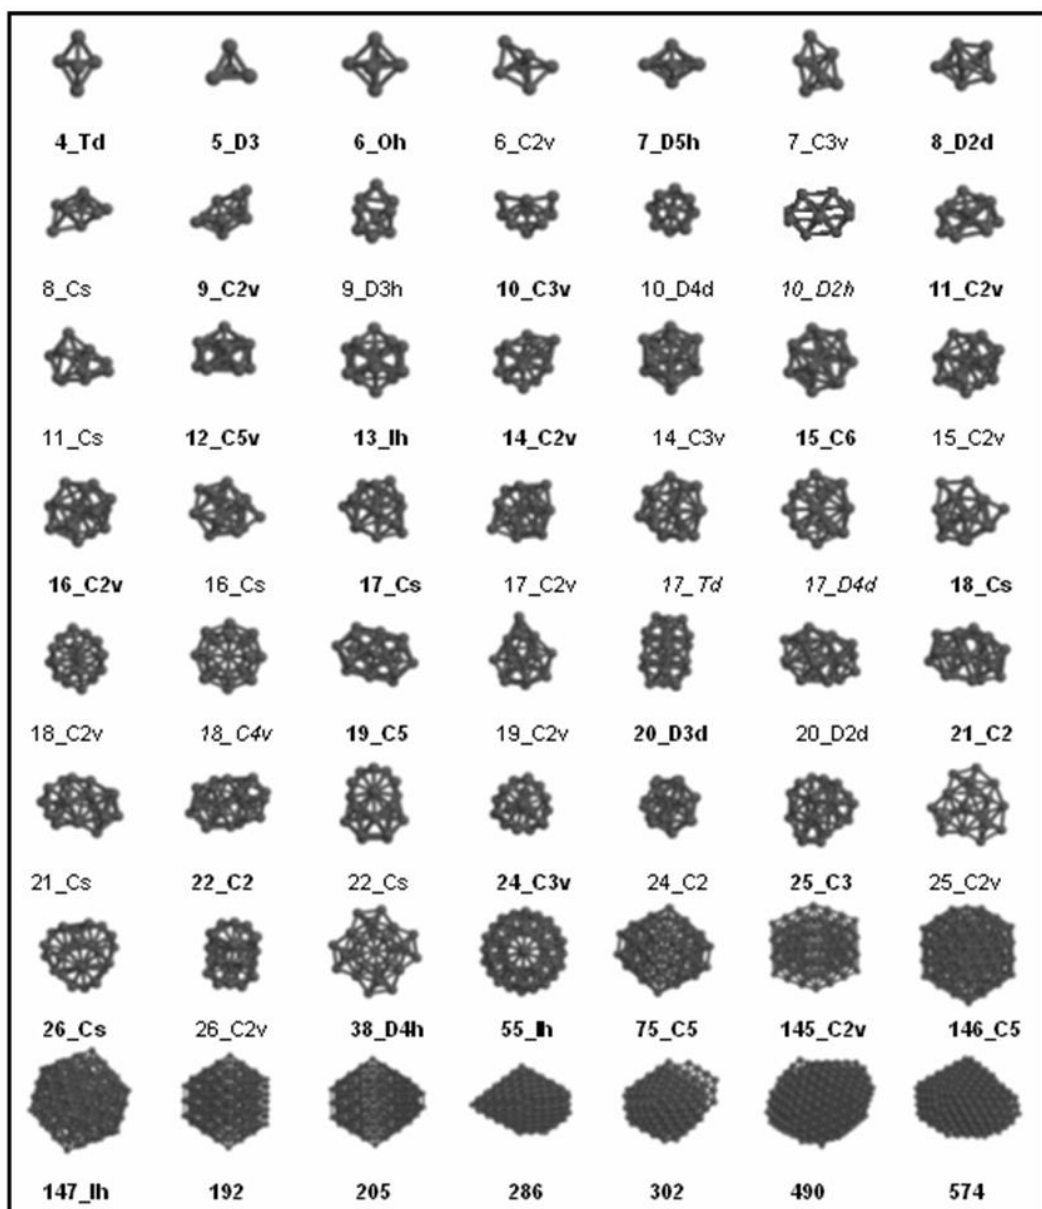 4_Td 5_D3 6_Oh 6_C2v 7_D5h 7_C3v 8_D2d
8_Cs 9_C2v 9_D3h 10_C3v 10_D4d 10_D2h 11_C2v
11_Cs 12_C5v 13_Ih 14_C2v 14_C3v 15_C6 15_C2v
16_C2v 16_Cs 17_Cs 17_C2v 17_Td 17_D4d 18_Cs
18_C2v 18_C4v 19_C5 19_C2v 20_D3d 20_D2d 21_C2
21_Cs 22_C2 22_Cs 24_C3v 24_C2 25_C3 25_C2v
26_Cs 26_C2v 38_D4h 55_Ih 75_C5 145_C2v 146_C5
147_Ih 192 205 286 302 490 574